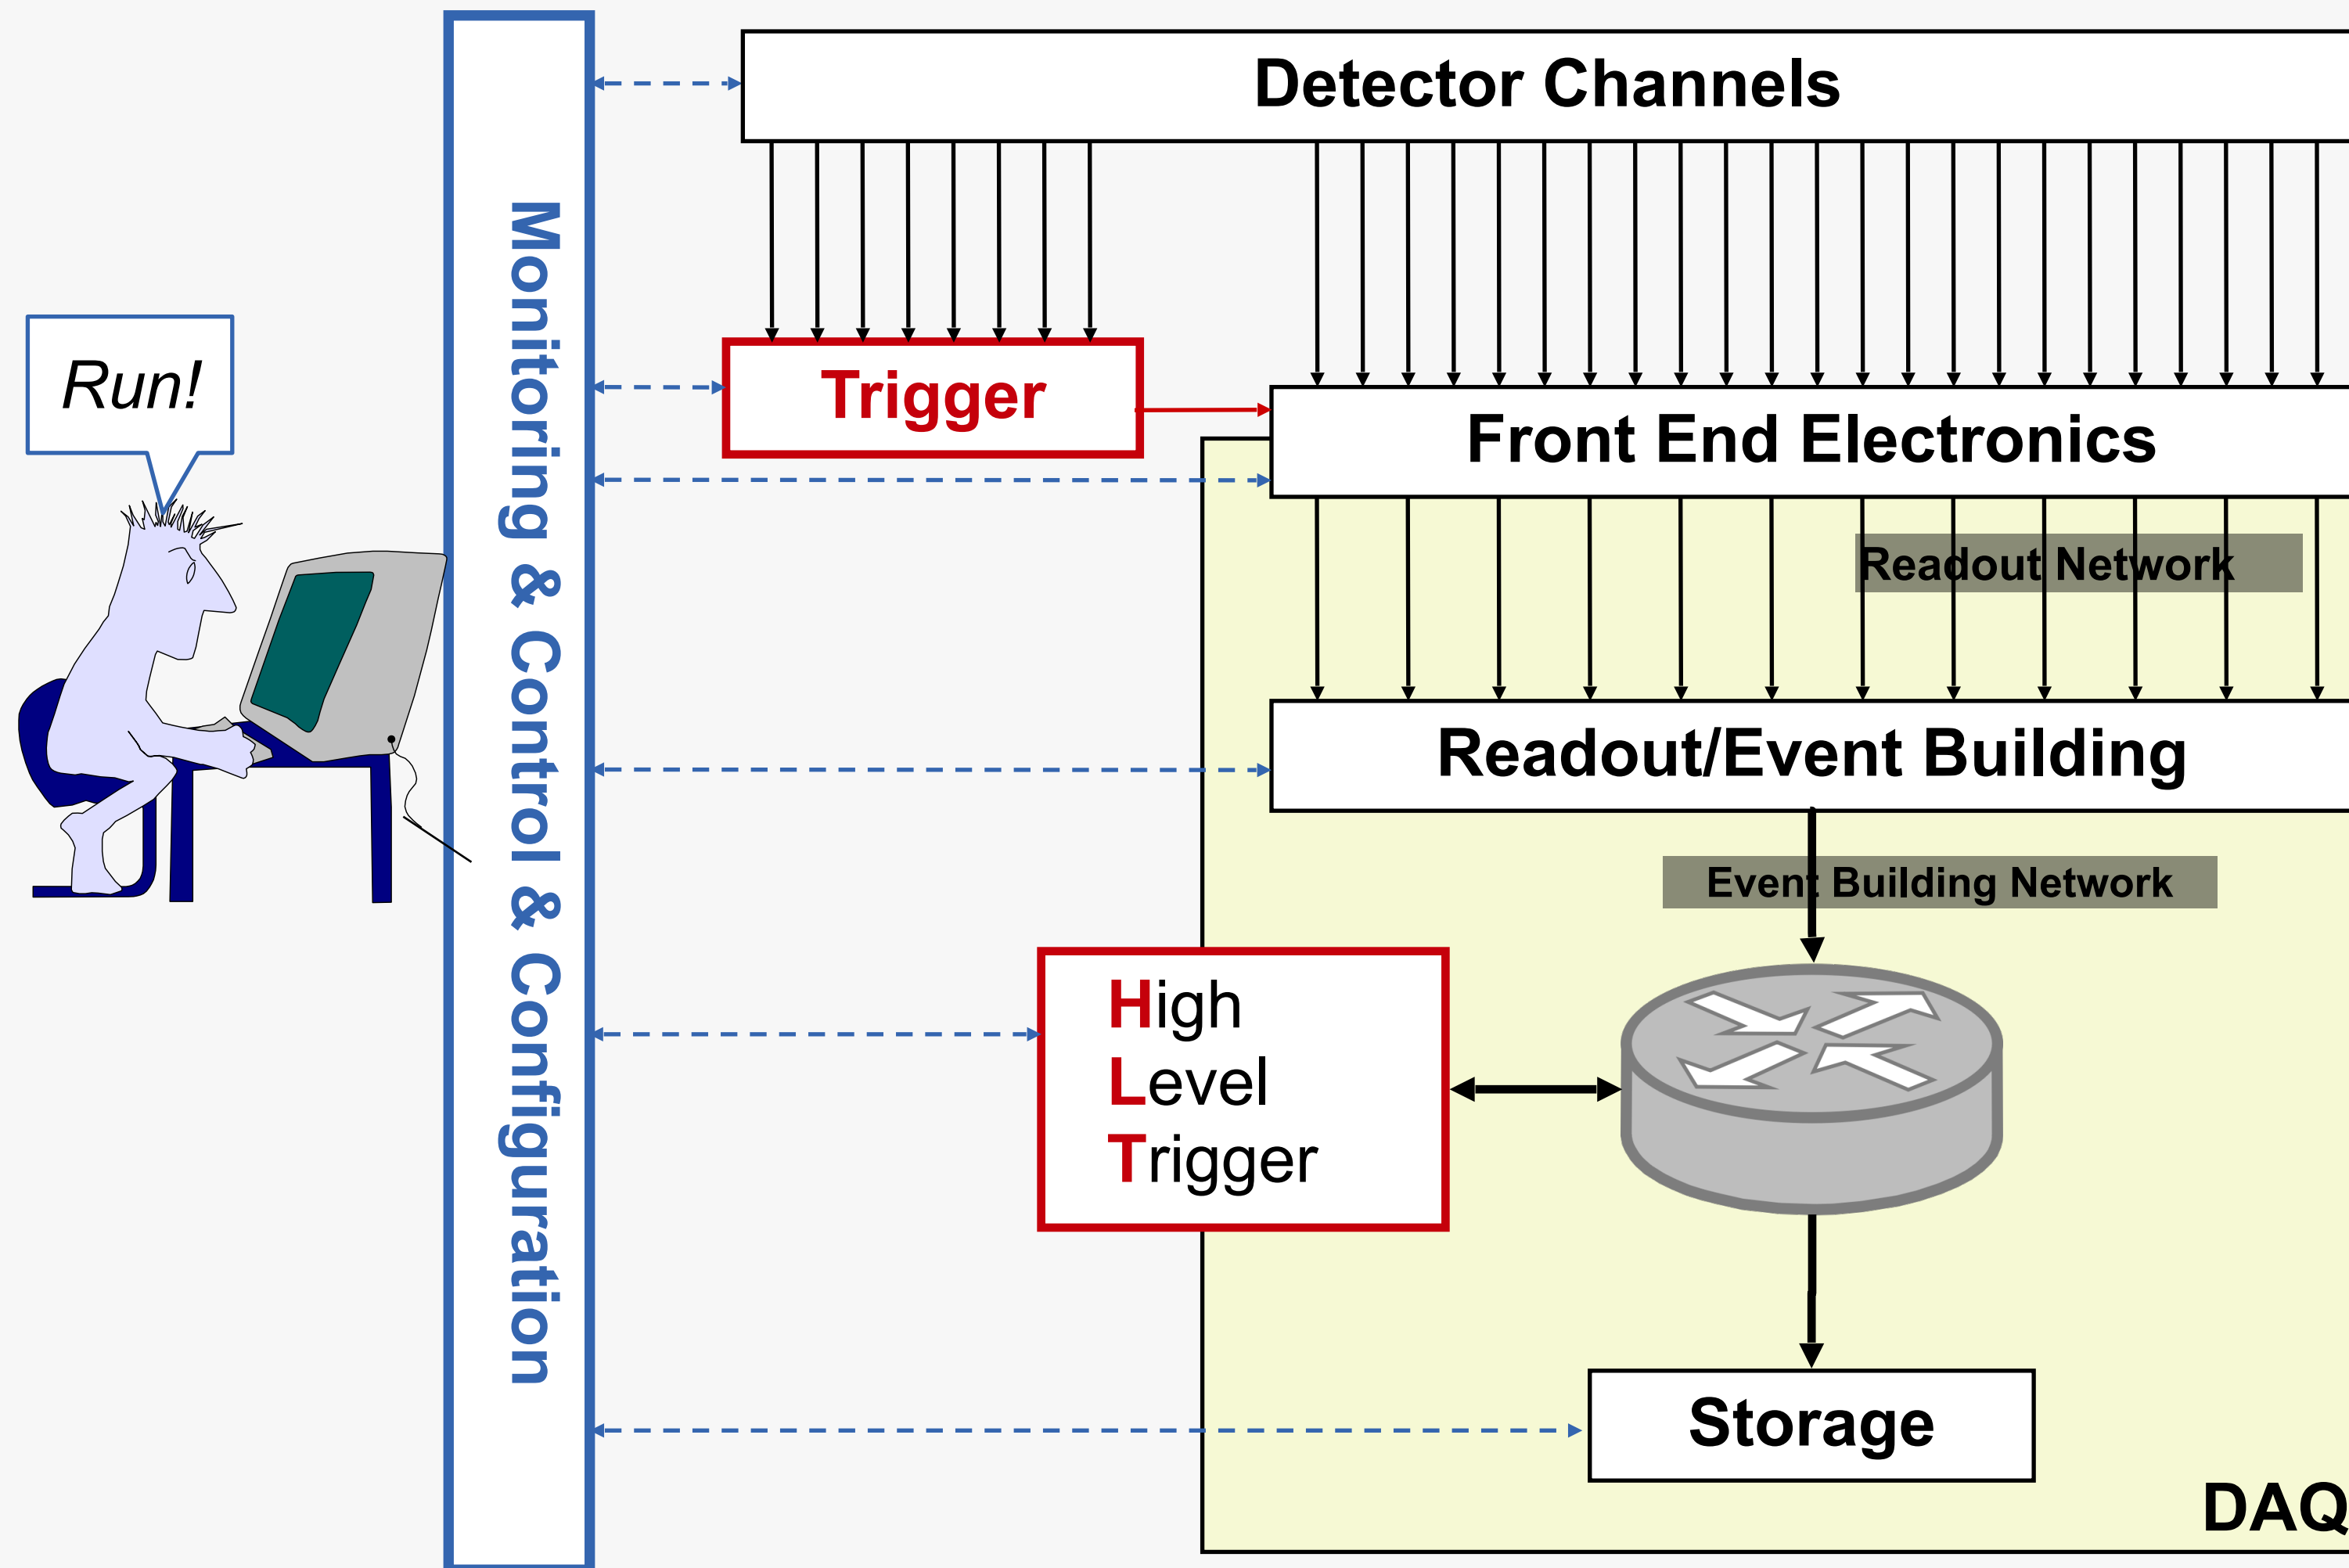 Detector Channels
Monitoring & Control & Configuration
Run!
Trigger
Front End Electronics
Readout Network
Readout/Event Building
Event Building Network
High
Level
Trigger
Storage
DAQ